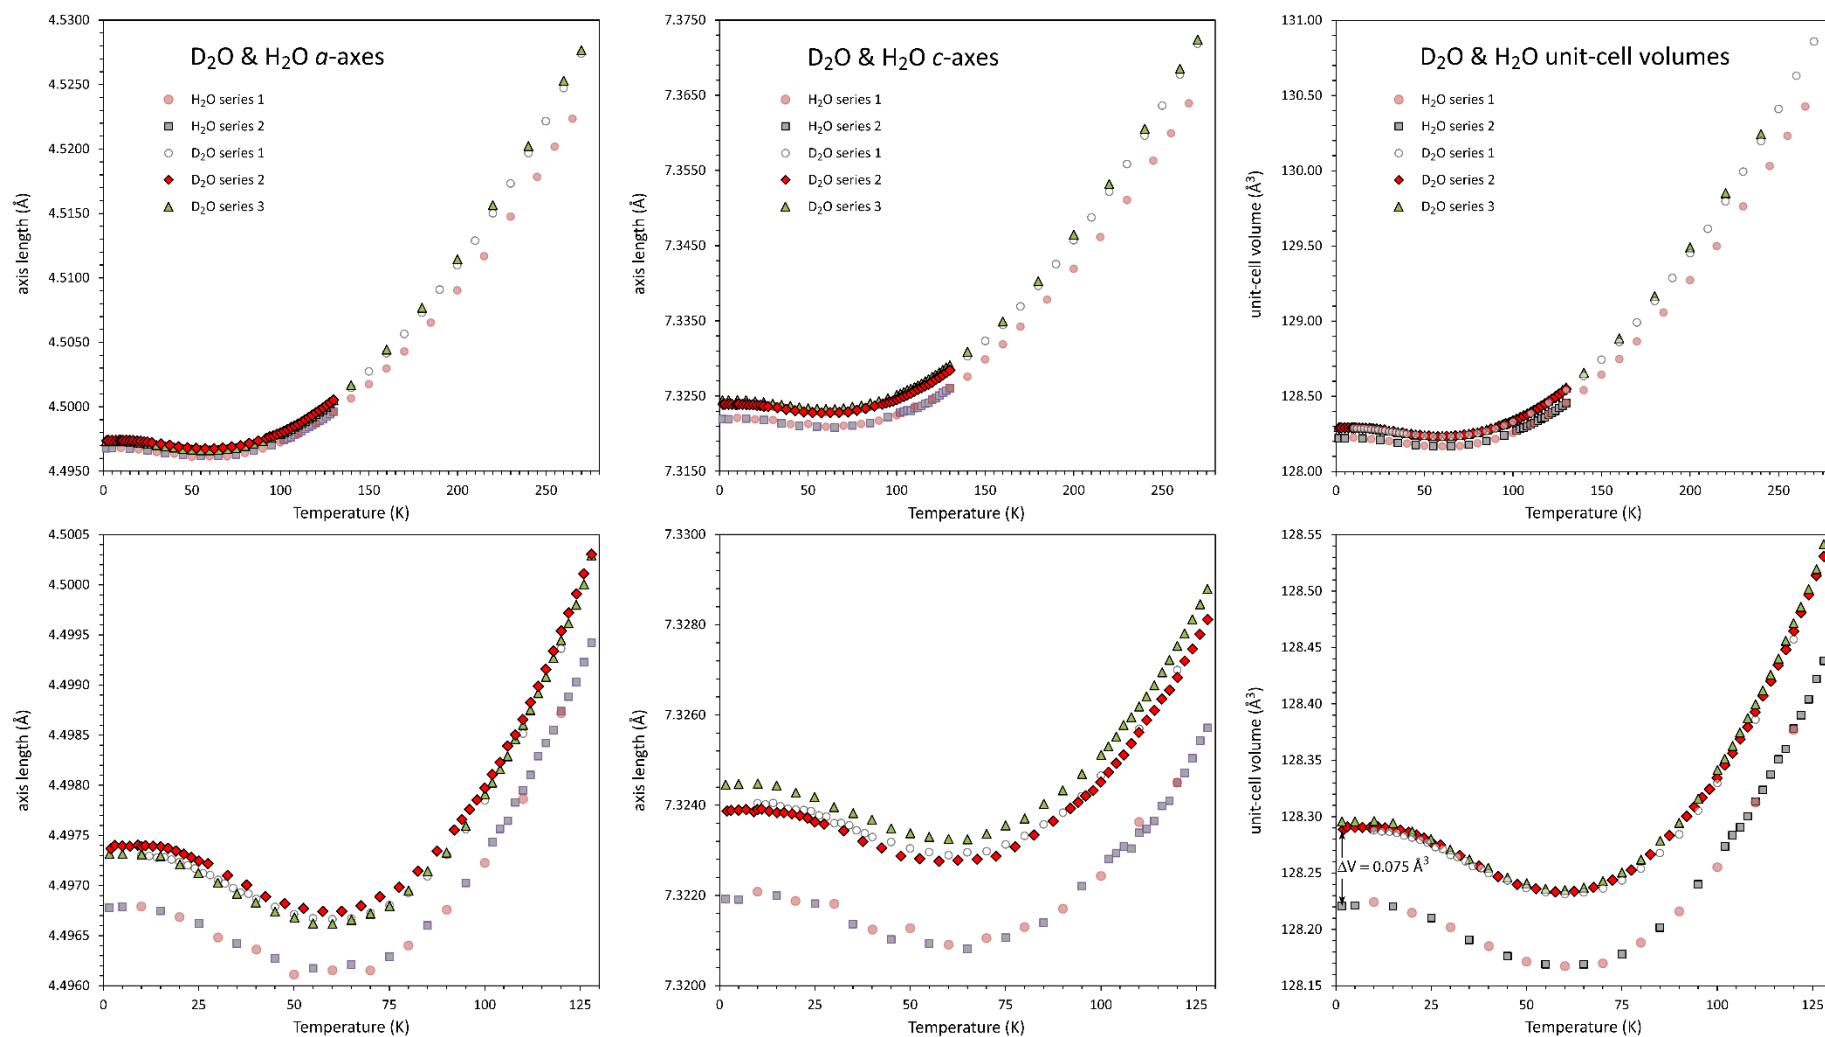 D₂O & H₂O a-axes
H₂O series 1
H₂O series 2
D₂O series 1
D₂O series 2
D₂O series 3
4.5300
4.5250
4.5200
4.5150
4.5100
4.5050
4.5000
4.4950
axis length (Å)
0 50 100 150 200 250
Temperature (K)
D₂O & H₂O c-axes
H₂O series 1
H₂O series 2
D₂O series 1
D₂O series 2
D₂O series 3
7.3750
7.3650
7.3550
7.3450
7.3350
7.3250
7.3150
axis length (Å)
0 50 100 150 200 250
Temperature (K)
D₂O & H₂O unit-cell volumes
H₂O series 1
H₂O series 2
D₂O series 1
D₂O series 2
D₂O series 3
131.00
130.50
130.00
129.50
129.00
128.50
128.00
unit-cell volume (Å³)
0 50 100 150 200 250
Temperature (K)
4.5005
4.5000
4.4995
4.4990
4.4985
4.4980
4.4975
4.4970
4.4965
4.4960
axis length (Å)
0 25 50 75 100 125
Temperature (K)
7.3300
7.3280
7.3260
7.3240
7.3220
7.3200
axis length (Å)
0 25 50 75 100 125
Temperature (K)
128.55
128.50
128.45
128.40
128.35
128.30
128.25
128.20
128.15
unit-cell volume (Å³)
ΔV = 0.075 Å³
0 25 50 75 100 125
Temperature (K)